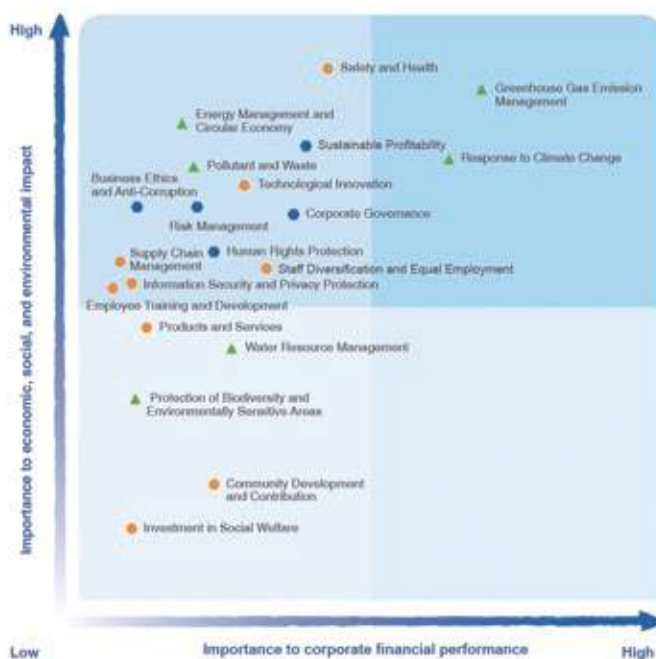 High
Safety and Health
Greenhouse Gas Emission
Management
Energy Management and
Circular Economy
Sustainable Profitability
Response to Climate Change
Pollutant and Waste
Business Ethics
and Anti-Corruption
Technological Innovation
Risk Management
Corporate Governance
Supply Chain
Management
Human Rights Protection
Staff Diversification and Equal Employment
Information Security and Privacy Protection
Employee Training and Development
Products and Services
Water Resource Management
Protection of Biodiversity and
Environmentally Sensitive Areas
Community Development
and Contribution
Investment in Social Welfare
Importance to economic, social, and environmental impact
Low
Importance to corporate financial performance
High